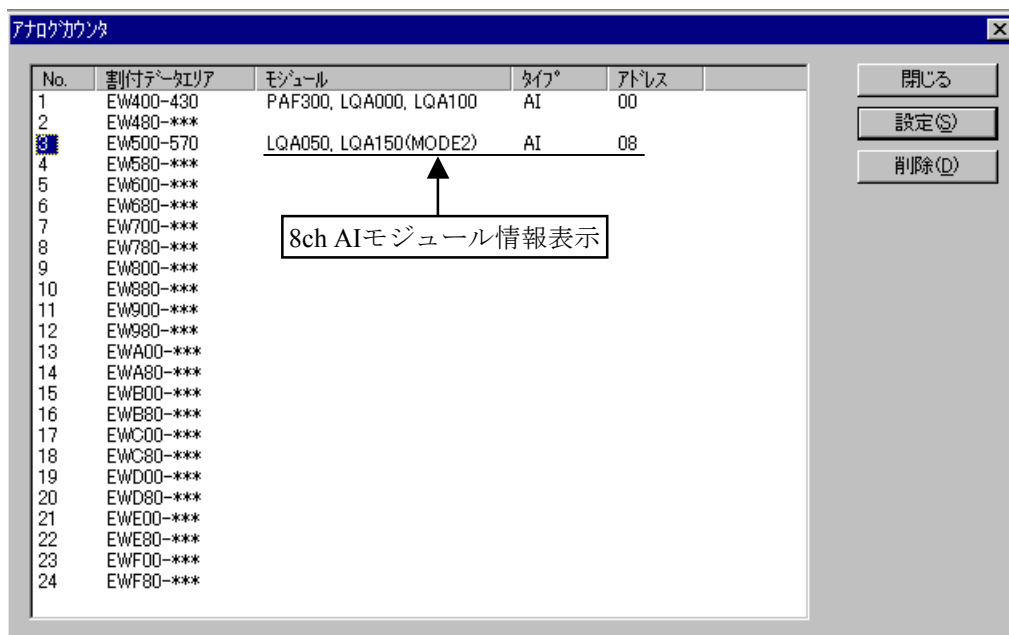 アナログカウンタ
No. 割付データエリア モジュール タイプ アドレス
1 EW400-430 PAF300, LQA000, LQA100 AI 00
2 EW480-***
3 EW500-570 LQA050, LQA150(MODE2) AI 08
4 EW580-***
5 EW600-***
6 EW680-***
7 EW700-***
8 EW780-***
9 EW800-***
10 EW880-***
11 EW900-***
12 EW980-***
13 EWA00-***
14 EWA80-***
15 EWB00-***
16 EWB80-***
17 EWC00-***
18 EWC80-***
19 EWD00-***
20 EWD80-***
21 EWE00-***
22 EWE80-***
23 EWF00-***
24 EWF80-***
8ch AIモジュール情報表示
閉じる
設定(S)
削除(D)